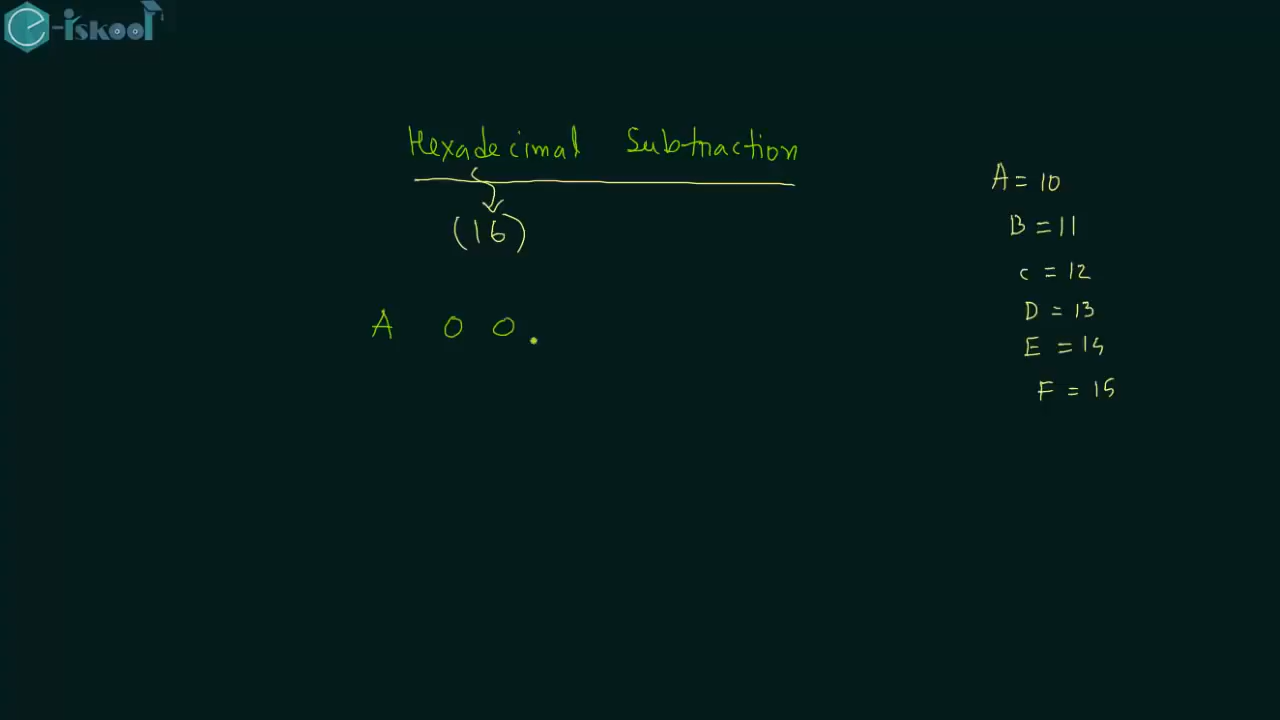 e-iskool
Hexadecimal Subtraction
(16)
A 0 0
A = 10
B = 11
C = 12
D = 13
E = 14
F = 15